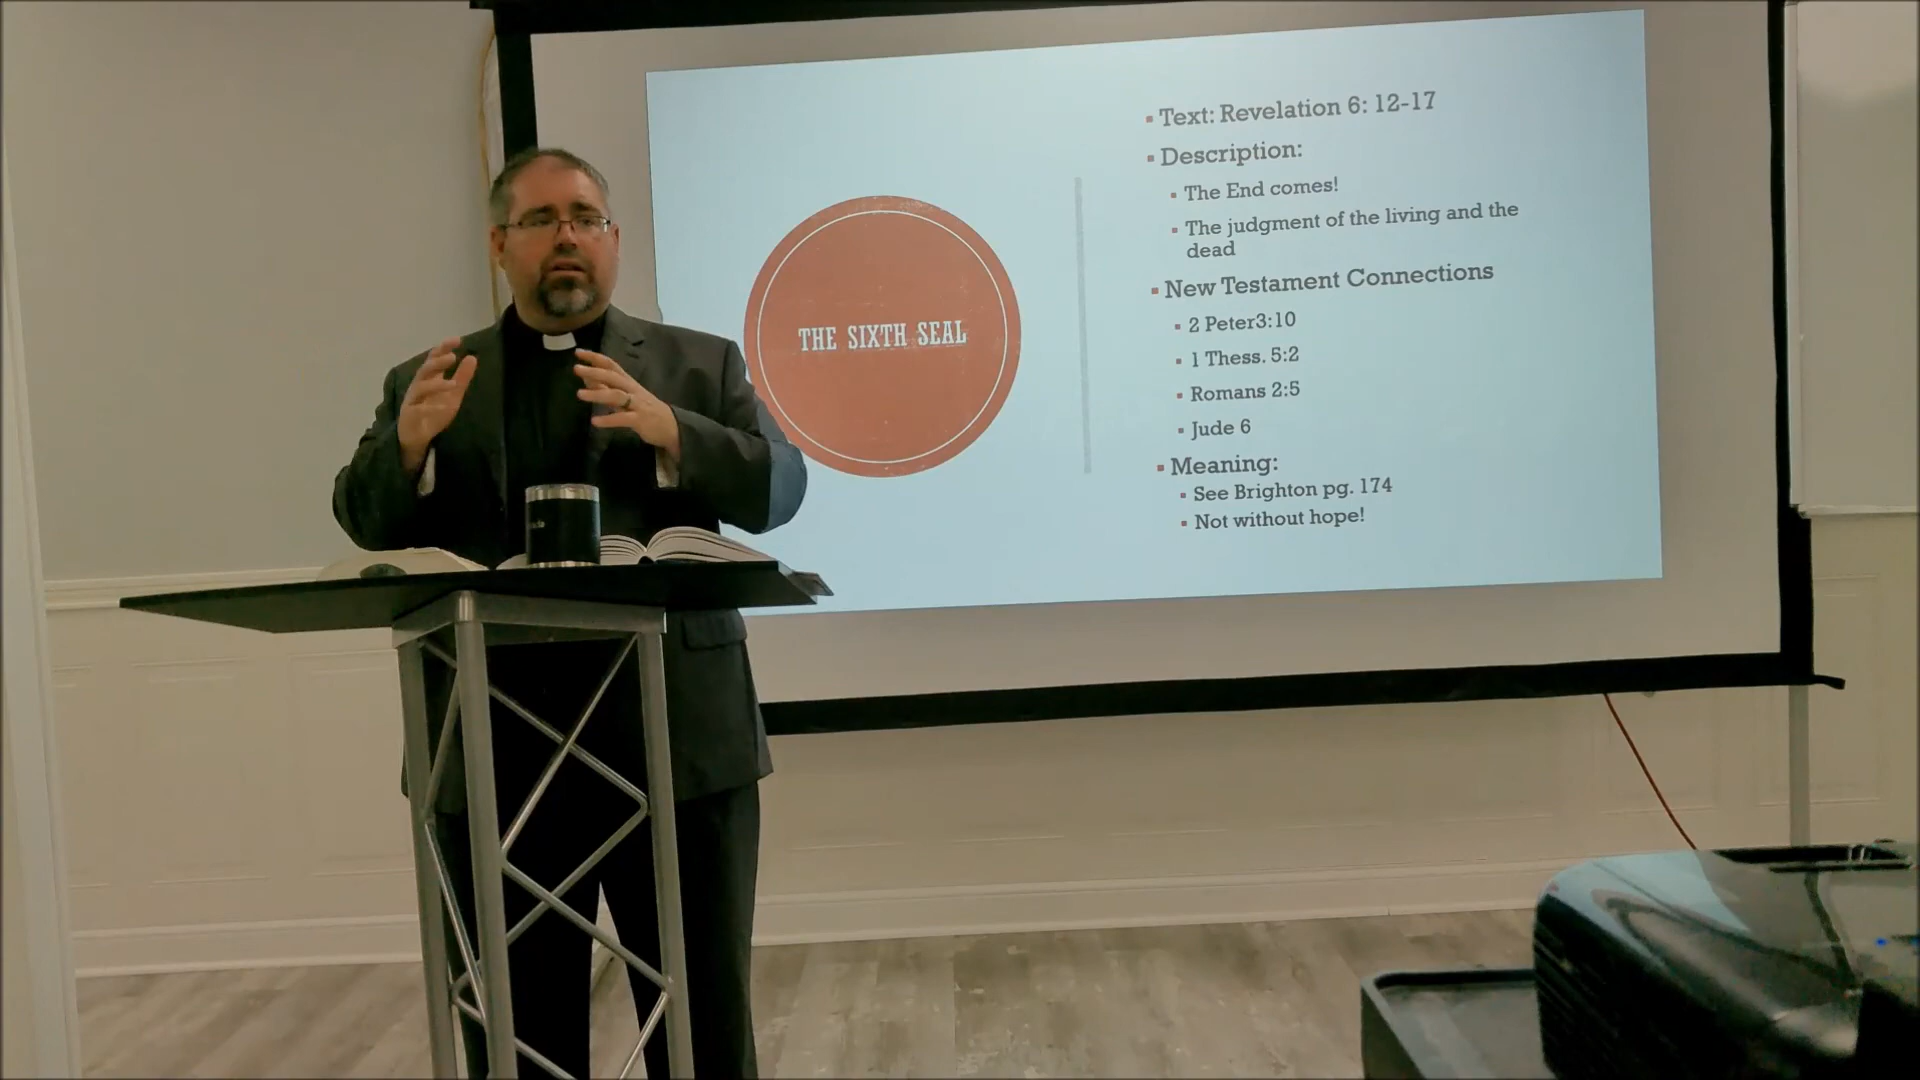 THE SIXTH SEAL
Text: Revelation 6: 12-17
Description:
The End comes!
The judgment of the living and the
dead
New Testament Connections
2 Peter3:10
1 Thess. 5:2
Romans 2:5
Jude 6
Meaning:
See Brighton pg. 174
Not without hope!